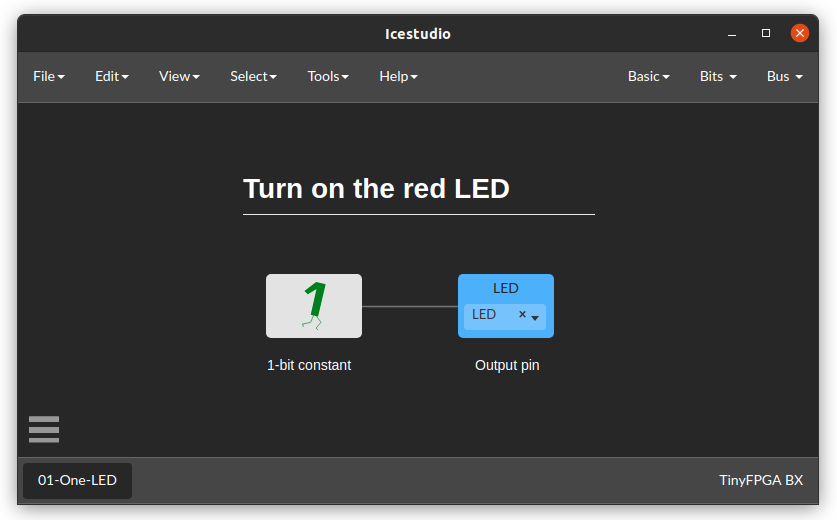 Icestudio
File Edit View Select Tools Help Basic Bits Bus
Turn on the red LED
1
LED
LED ×
1-bit constant
Output pin
01-One-LED
TinyFPGA BX